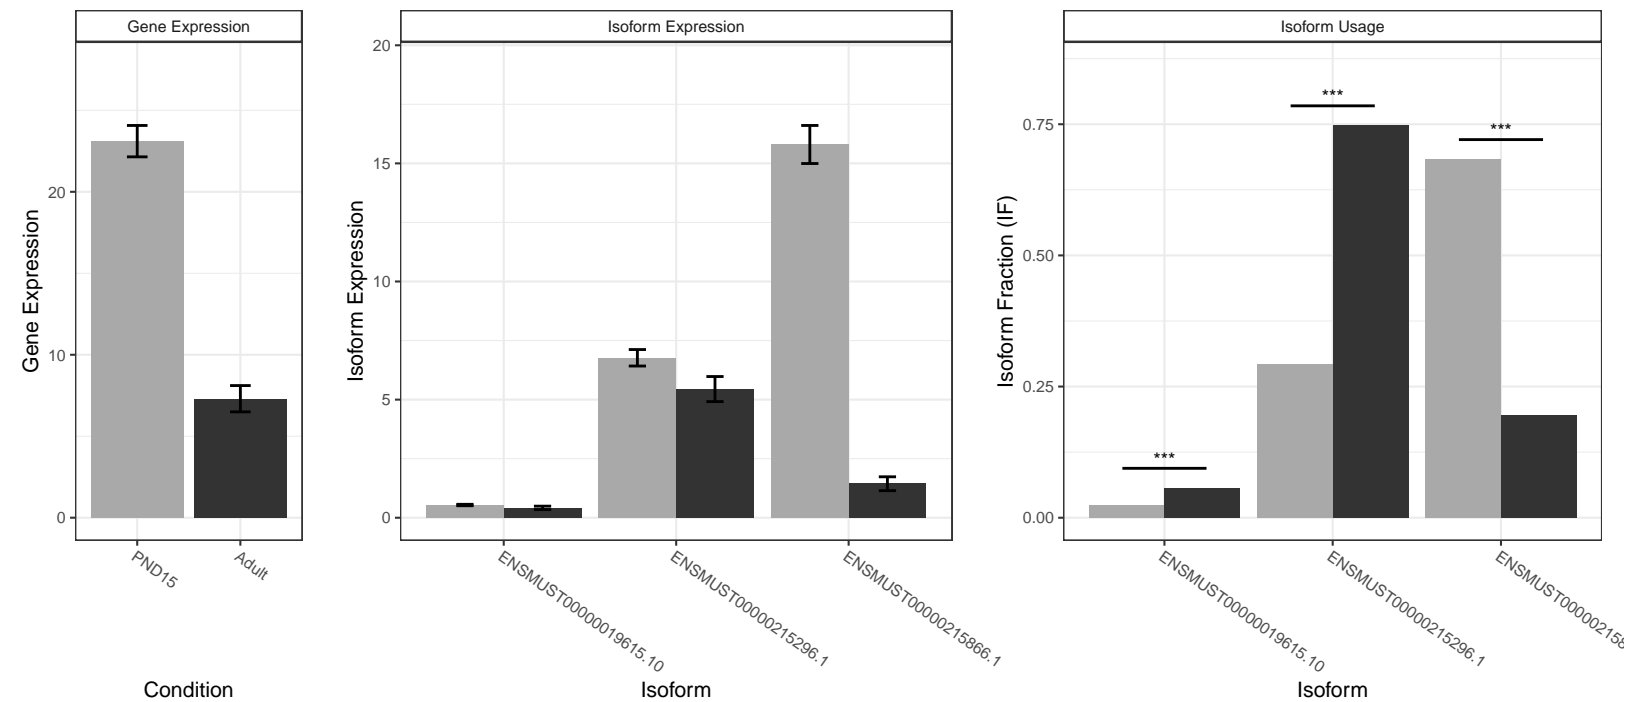 Gene Expression
Gene Expression
0
10
20
PND15
Adult
Condition
Isoform Expression
Isoform Expression
0
5
10
15
20
ENSMUST00000019615.10
ENSMUST00000215296.1
ENSMUST00000215866.1
Isoform
Isoform Usage
Isoform Fraction (IF)
0.00
0.25
0.50
0.75
***
***
***
ENSMUST00000019615.10
ENSMUST00000215296.1
ENSMUST000002158
Isoform